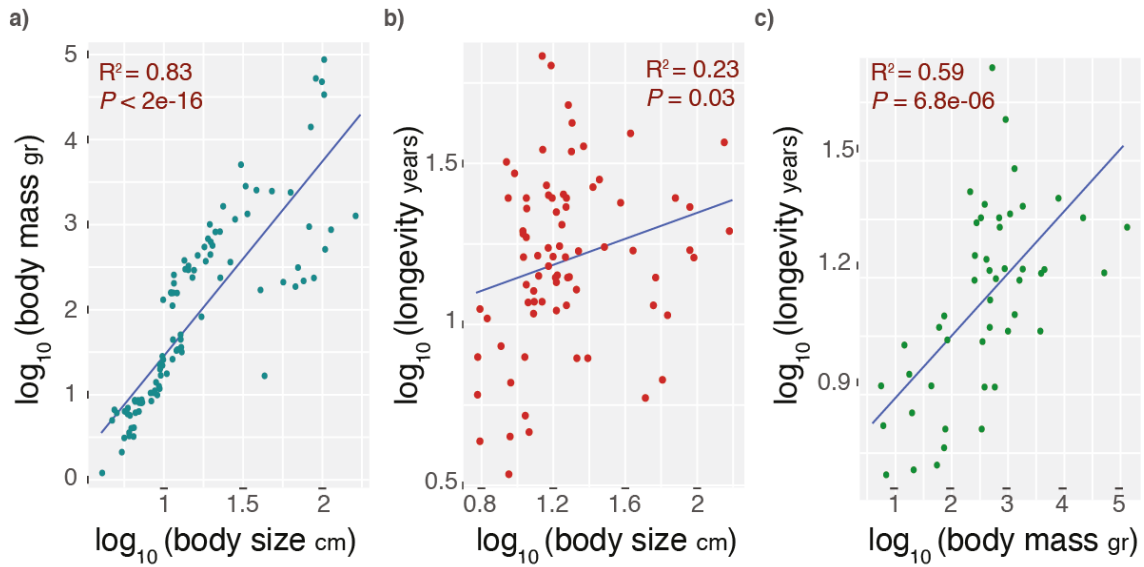 a)
R² = 0.83
P < 2e-16
5
4
3
2
1
0
log₁₀ (body mass gr)
1
1.5
2
log₁₀ (body size cm)
b)
R² = 0.23
P = 0.03
1.5
1
0.5
log₁₀ (longevity years)
0.8
1.2
1.6
2
log₁₀ (body size cm)
c)
R² = 0.59
P = 6.8e-06
1.5
1.2
0.9
log₁₀ (longevity years)
1
2
3
4
5
log₁₀ (body mass gr)